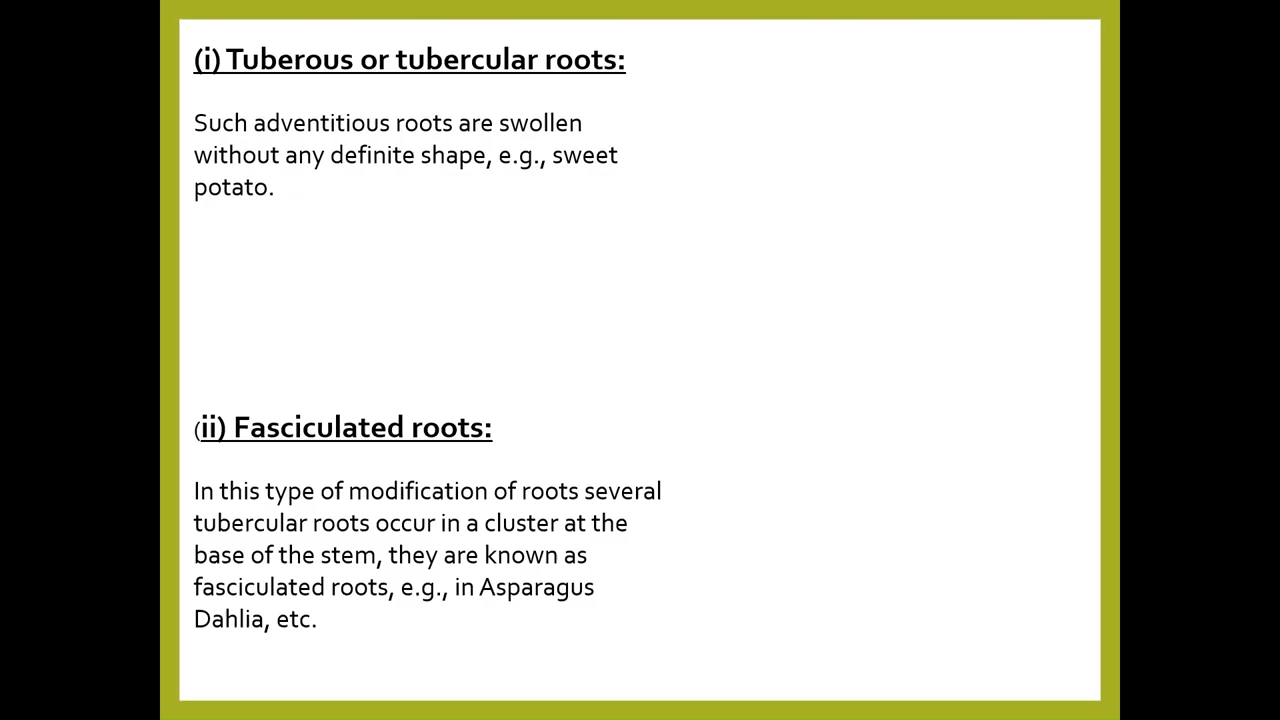 (i) Tuberous or tubercular roots:
Such adventitious roots are swollen
without any definite shape, e.g., sweet
potato.
(ii) Fasciculated roots:
In this type of modification of roots several
tubercular roots occur in a cluster at the
base of the stem, they are known as
fasciculated roots, e.g., in Asparagus
Dahlia, etc.